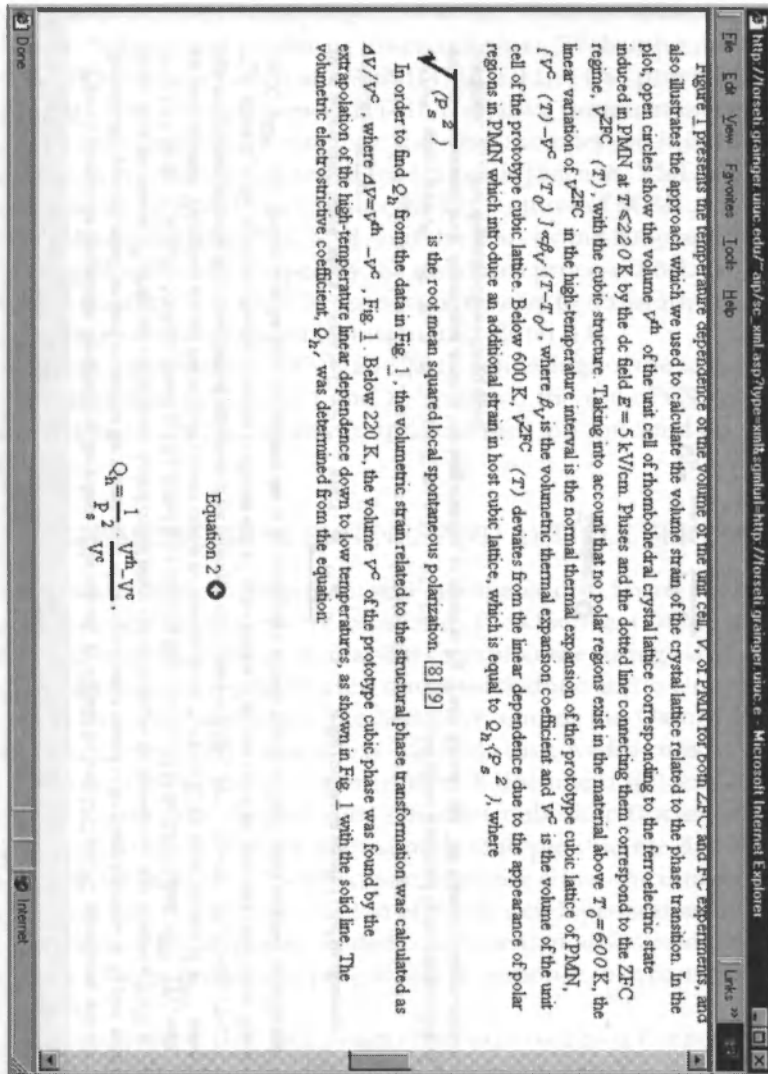 http://forseti.grainger.uiuc.edu/~aip/sc_xml.asp?type=xml&sgmlurl=http://forseti.grainger.uiuc.e - Microsoft Internet Explorer
File Edit View Favorites Tools Help Links »
Figure 1 presents the temperature dependence of the volume of the unit cell, V, of PMN for both ZFC and FC experiments, and
also illustrates the approach which we used to calculate the volume strain of the crystal lattice related to the phase transition. In the
plot, open circles show the volume V^th of the unit cell of rhombohedral crystal lattice corresponding to the ferroelectric state
induced in PMN at T≤220 K by the dc field E = 5 kV/cm. Pluses and the dotted line connecting them correspond to the ZFC
regime, V^ZFC (T), with the cubic structure. Taking into account that no polar regions exist in the material above T_0=600 K, the
linear variation of V^ZFC in the high-temperature interval is the normal thermal expansion of the prototype cubic lattice of PMN,
[V^c (T)-V^c (T_0)]∝β_V(T-T_0), where β_V is the volumetric thermal expansion coefficient and V^c is the volume of the unit
cell of the prototype cubic lattice. Below 600 K, V^ZFC (T) deviates from the linear dependence due to the appearance of polar
regions in PMN which introduce an additional strain in host cubic lattice, which is equal to Q_h⟨P_s^2⟩, where
√⟨P_s^2⟩ is the root mean squared local spontaneous polarization. [8][9]
In order to find Q_h from the data in Fig. 1, the volumetric strain related to the structural phase transformation was calculated as
ΔV/V^c, where ΔV=V^th -V^c, Fig. 1. Below 220 K, the volume V^c of the prototype cubic phase was found by the
extrapolation of the high-temperature linear dependence down to low temperatures, as shown in Fig. 1 with the solid line. The
volumetric electrostrictive coefficient, Q_h, was determined from the equation
Equation 2
Q_h = 1/P_s^2 (V^th-V^c)/V^c,
Done Internet